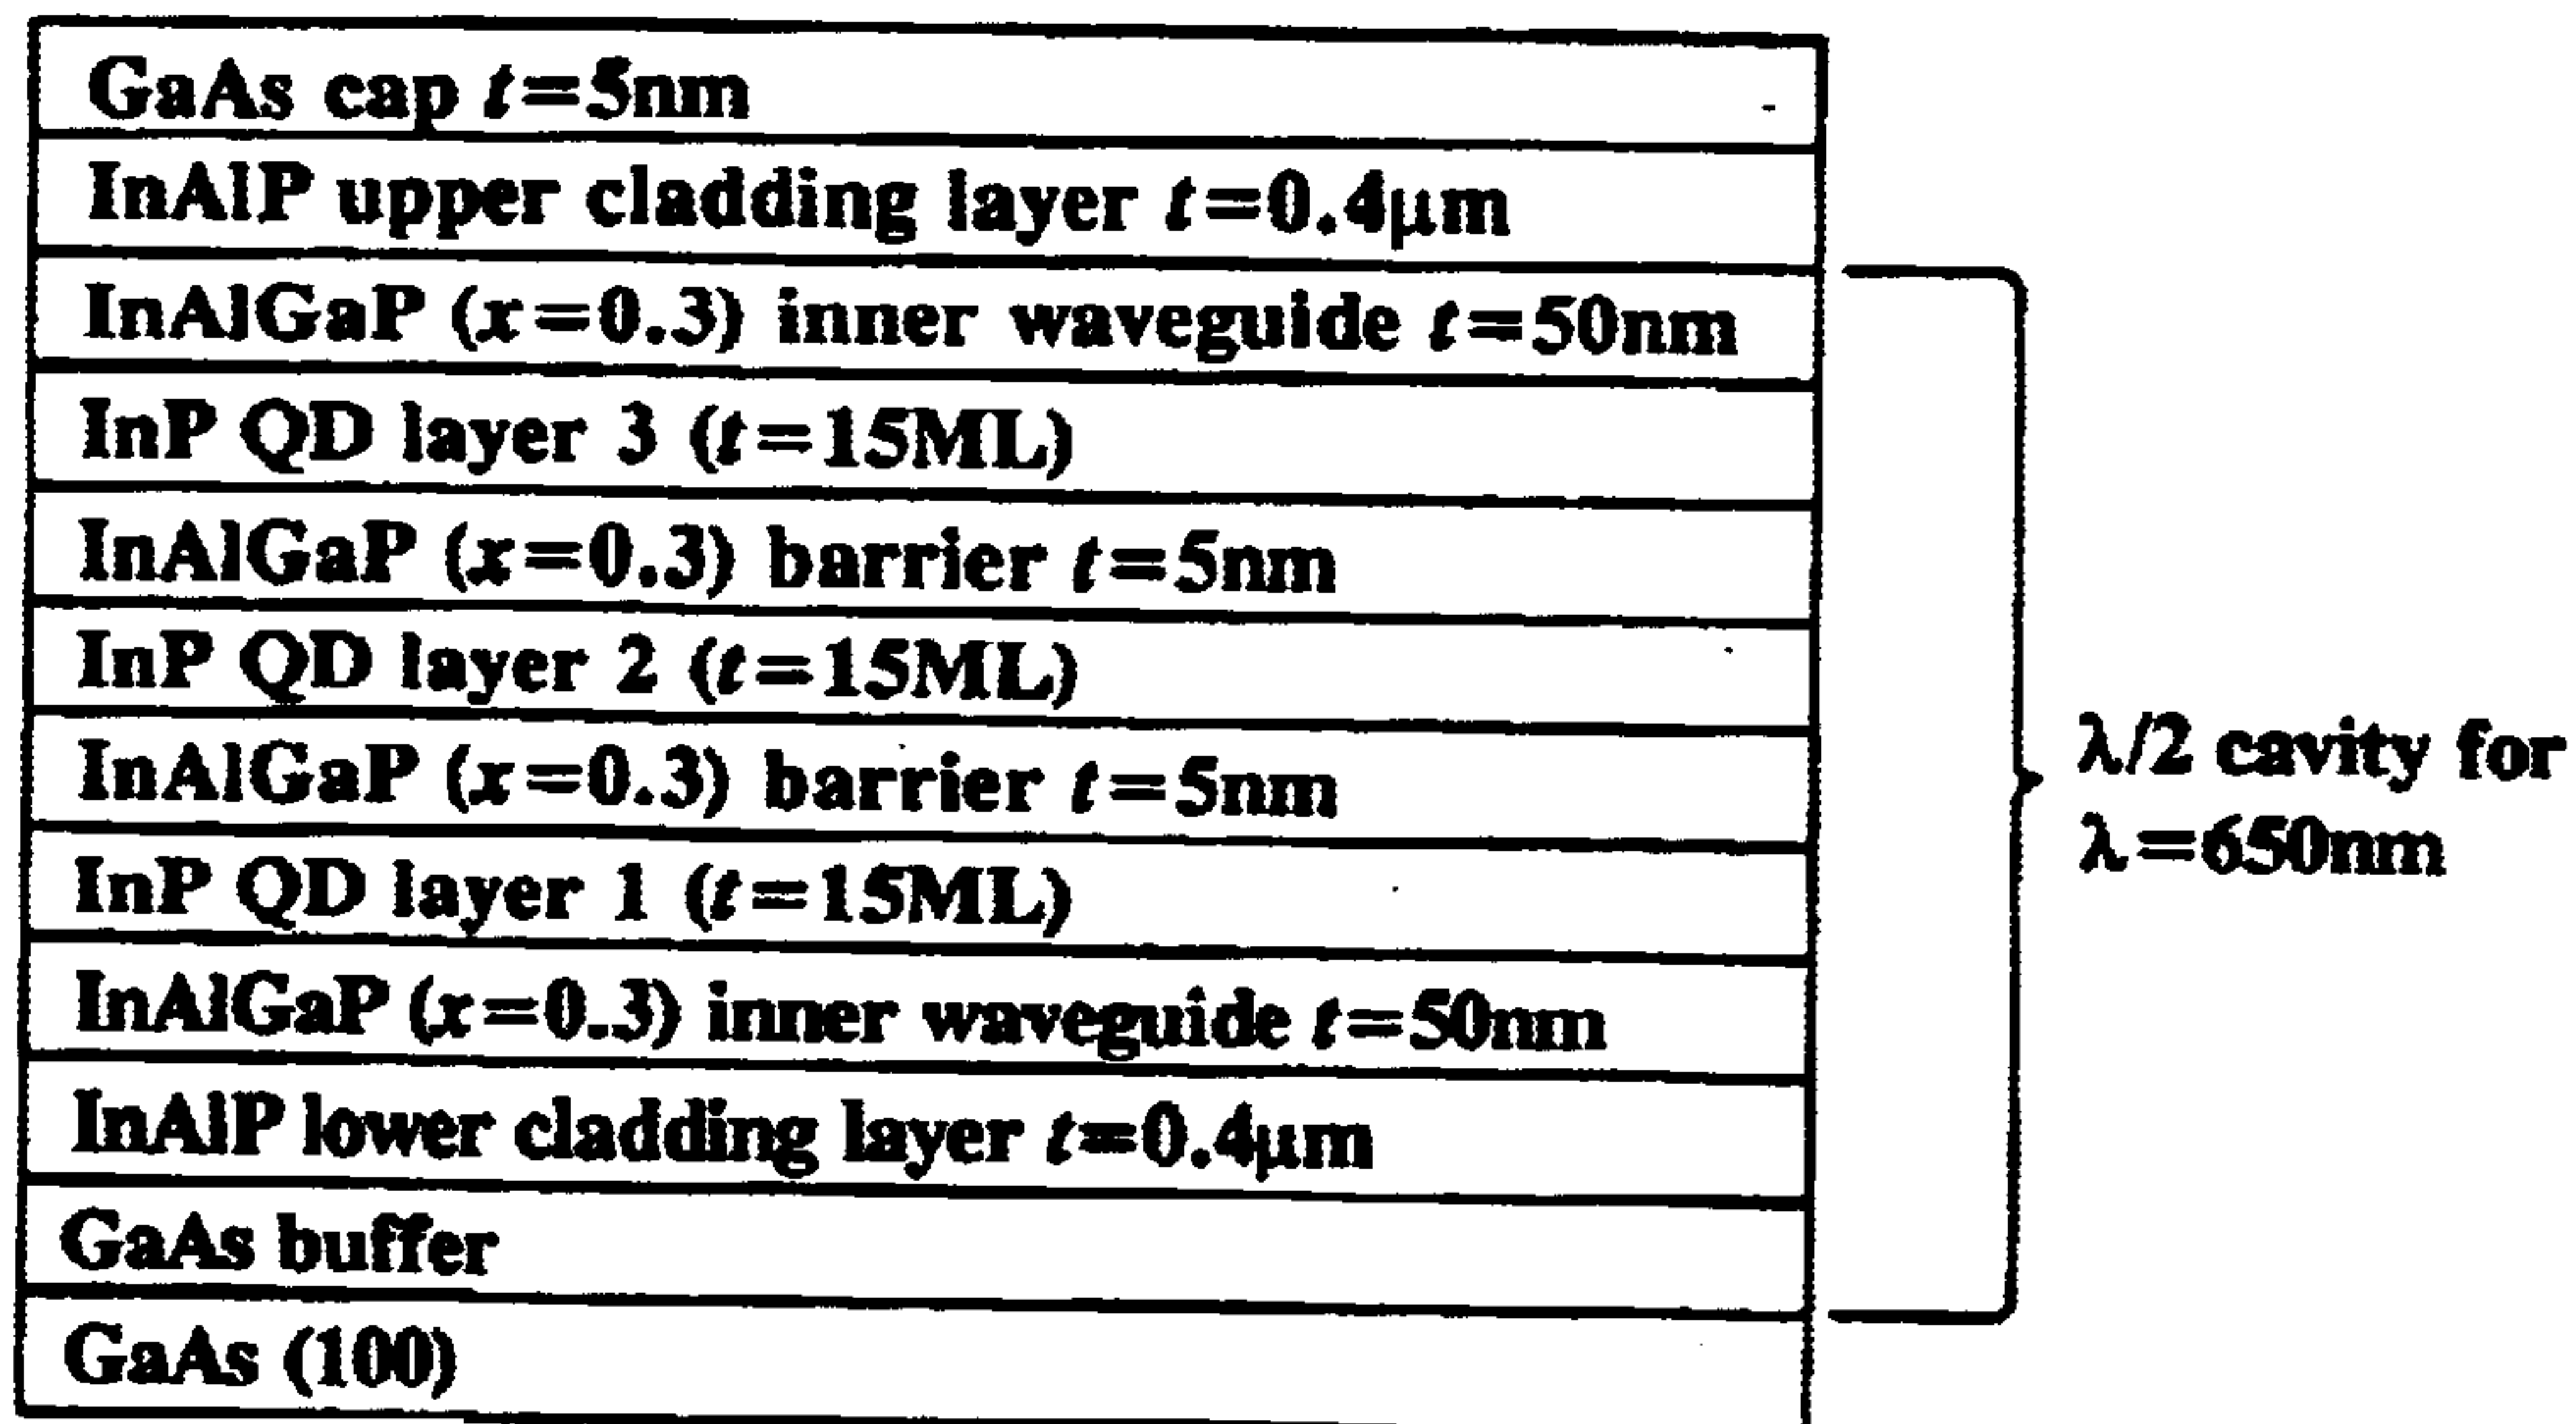 GaAs cap t=5nm
InAlP upper cladding layer t=0.4μm
InAlGaP (x=0.3) inner waveguide t=50nm
InP QD layer 3 (t=15ML)
InAlGaP (x=0.3) barrier t=5nm
InP QD layer 2 (t=15ML)
InAlGaP (x=0.3) barrier t=5nm
InP QD layer 1 (t=15ML)
InAlGaP (x=0.3) inner waveguide t=50nm
InAlP lower cladding layer t=0.4μm
GaAs buffer
GaAs (100)
λ/2 cavity for
λ=650nm